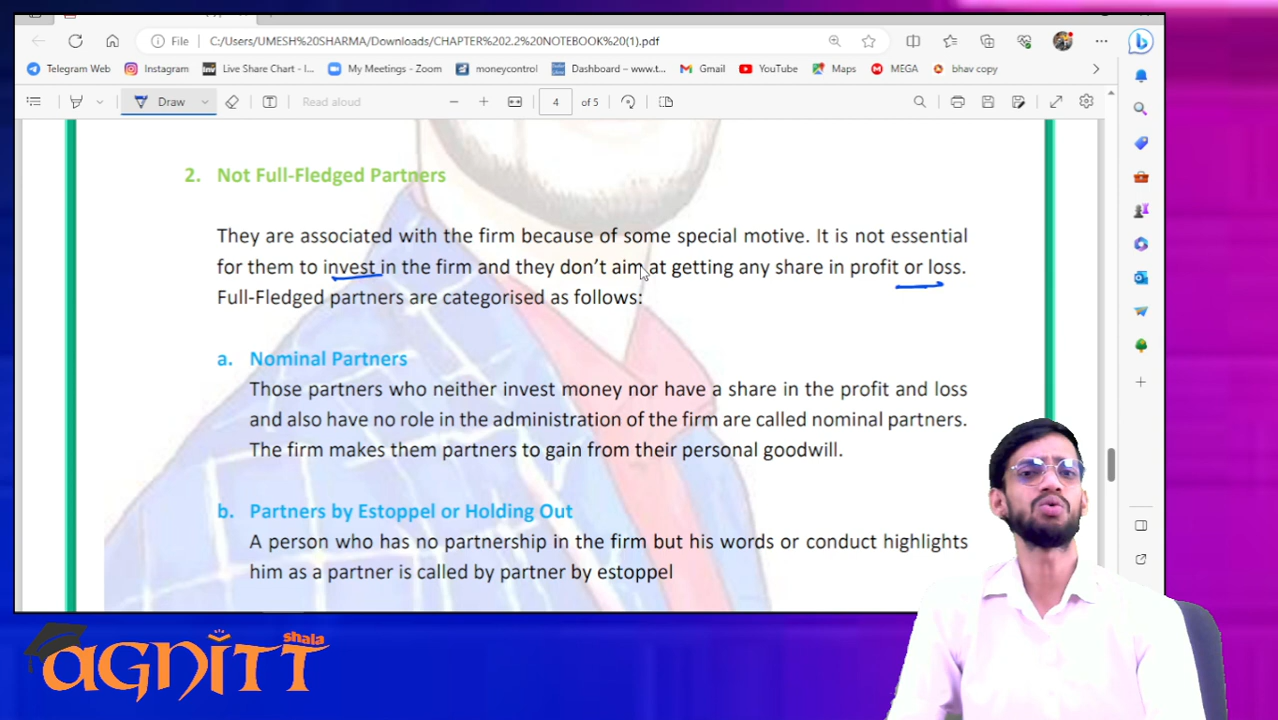 File C:/Users/UMESH%20SHARMA/Downloads/CHAPTER%202.2%20NOTEBOOK%20(1).pdf
Telegram Web Instagram Live Share Chart - I... My Meetings - Zoom moneycontrol Dashboard – www.t... Gmail YouTube Maps MEGA bhav copy
Draw Read aloud 4 of 5
2. Not Full-Fledged Partners
They are associated with the firm because of some special motive. It is not essential
for them to invest in the firm and they don’t aim at getting any share in profit or loss.
Full-Fledged partners are categorised as follows:
a. Nominal Partners
Those partners who neither invest money nor have a share in the profit and loss
and also have no role in the administration of the firm are called nominal partners.
The firm makes them partners to gain from their personal goodwill.
b. Partners by Estoppel or Holding Out
A person who has no partnership in the firm but his words or conduct highlights
him as a partner is called by partner by estoppel
shala
aGNITT